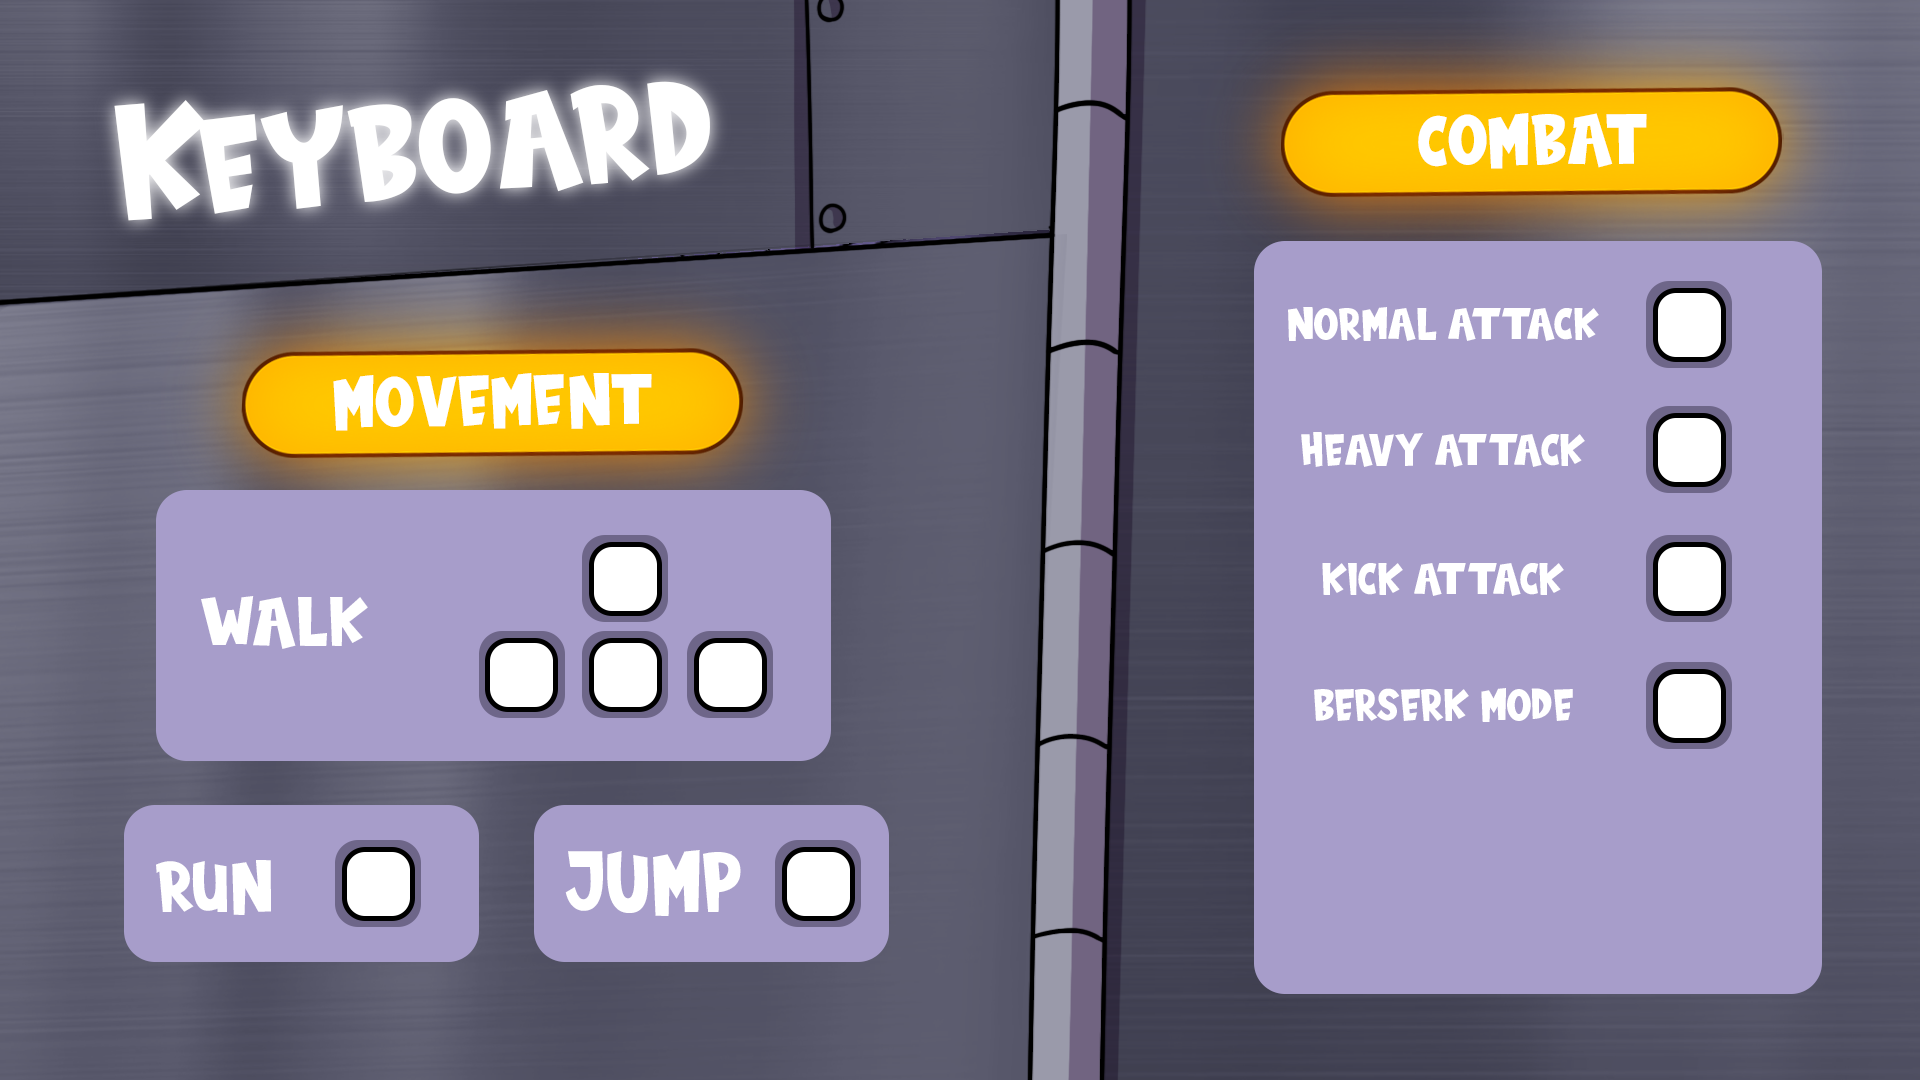 KEYBOARD
MOVEMENT
WALK
RUN
JUMP
COMBAT
NORMAL ATTACK
HEAVY ATTACK
KICK ATTACK
BERSERK MODE